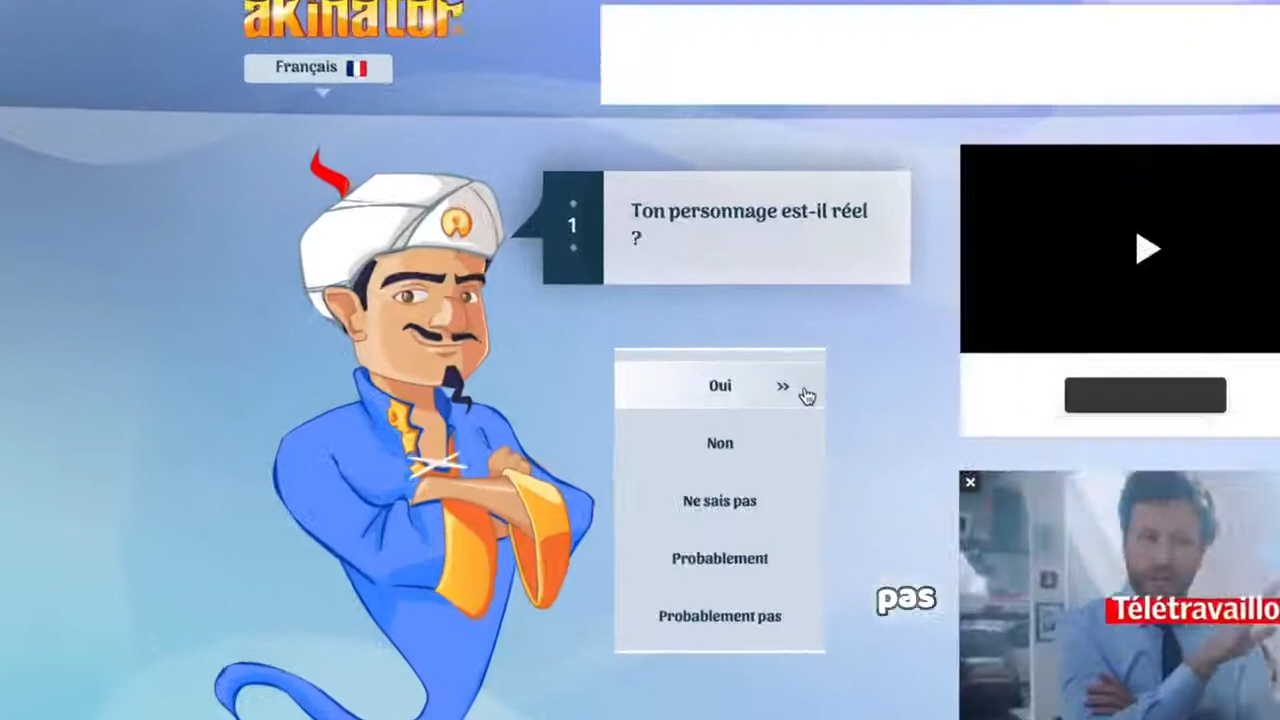 akinator
Français
1
Ton personnage est-il réel
?
Oui
Non
Ne sais pas
Probablement
Probablement pas
pas
Télétravaillo